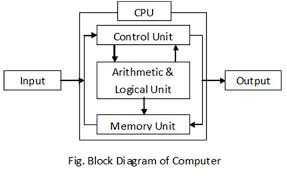 CPU
Control Unit
Input
Arithmetic &
Logical Unit
Output
Memory Unit
Fig. Block Diagram of Computer